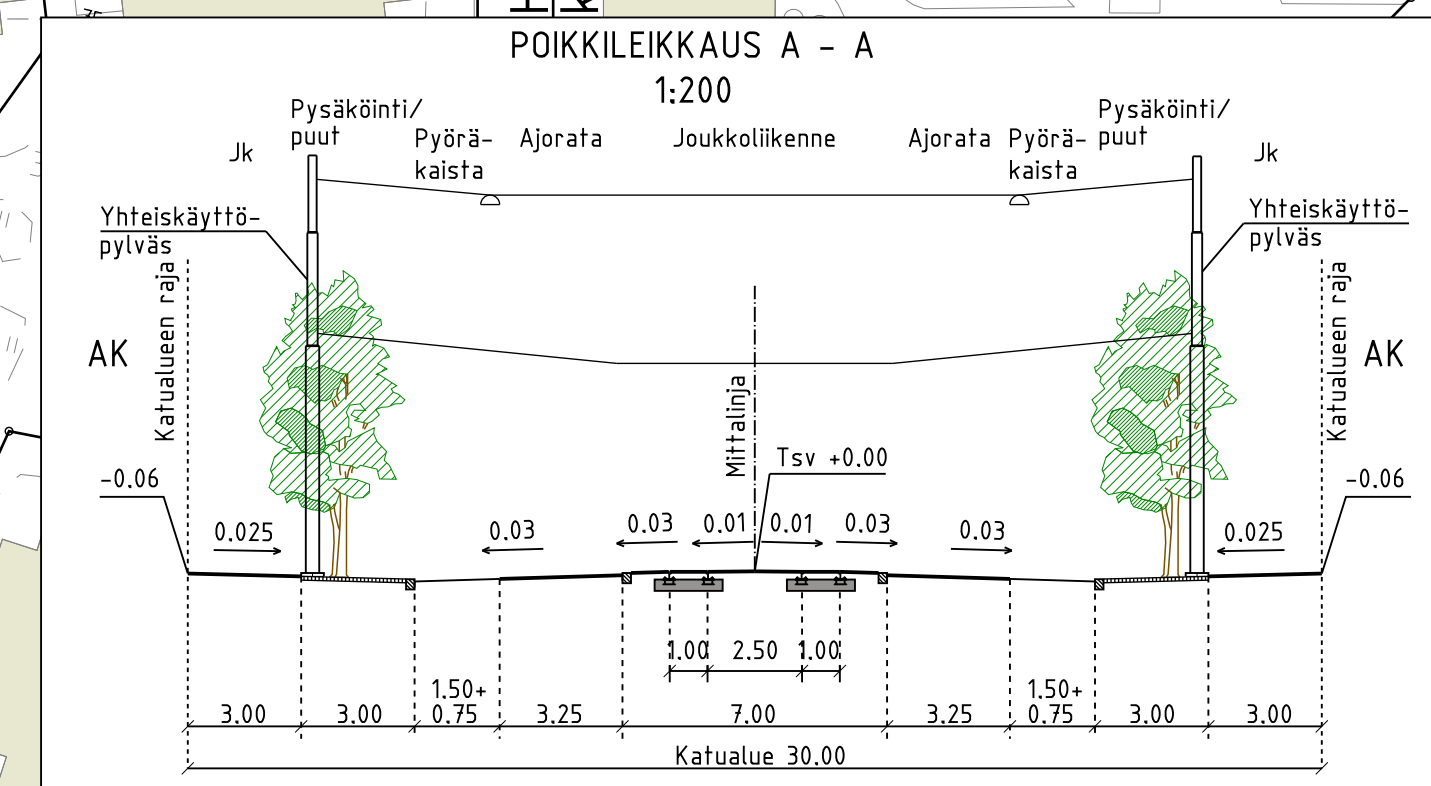 POIKKILEIKKAUS A - A
1:200
Pysäköinti/
puut
Pysäköinti/
puut
Jk
Pyörä-
kaista
Ajorata
Joukkoliikenne
Ajorata
Pyörä-
kaista
Jk
Yhteiskäyttö-
pylväs
Yhteiskäyttö-
pylväs
Katualueen raja
Katualueen raja
AK
AK
Mittalinja
Tsv +0.00
-0.06
-0.06
0.025
0.03
0.03
0.01
0.01
0.03
0.03
0.025
1.00
2.50
1.00
3.00
3.00
1.50+
0.75
3.25
7.00
3.25
1.50+
0.75
3.00
3.00
Katualue 30.00